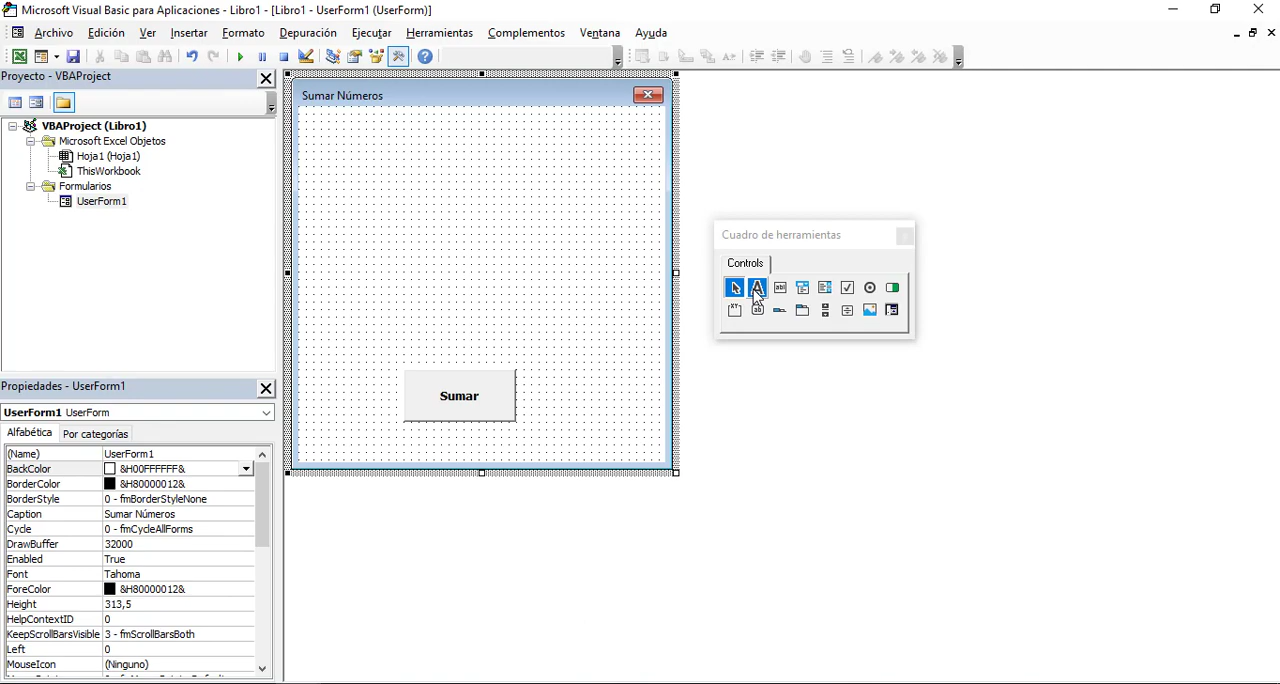 Microsoft Visual Basic para Aplicaciones - Libro1 - [Libro1 - UserForm1 (UserForm)]
Archivo Edición Ver Insertar Formato Depuración Ejecutar Herramientas Complementos Ventana Ayuda
Proyecto - VBAProject
VBAProject (Libro1)
Microsoft Excel Objetos
Hoja1 (Hoja1)
ThisWorkbook
Formularios
UserForm1
Sumar Números
Sumar
Cuadro de herramientas
Controls
Propiedades - UserForm1
UserForm1 UserForm
Alfabética Por categorías
(Name) UserForm1
BackColor &H00FFFFFF&
BorderColor &H80000012&
BorderStyle 0 - fmBorderStyleNone
Caption Sumar Números
Cycle 0 - fmCycleAllForms
DrawBuffer 32000
Enabled True
Font Tahoma
ForeColor &H80000012&
Height 313,5
HelpContextID 0
KeepScrollBarsVisible 3 - fmScrollBarsBoth
Left 0
MouseIcon (Ninguno)